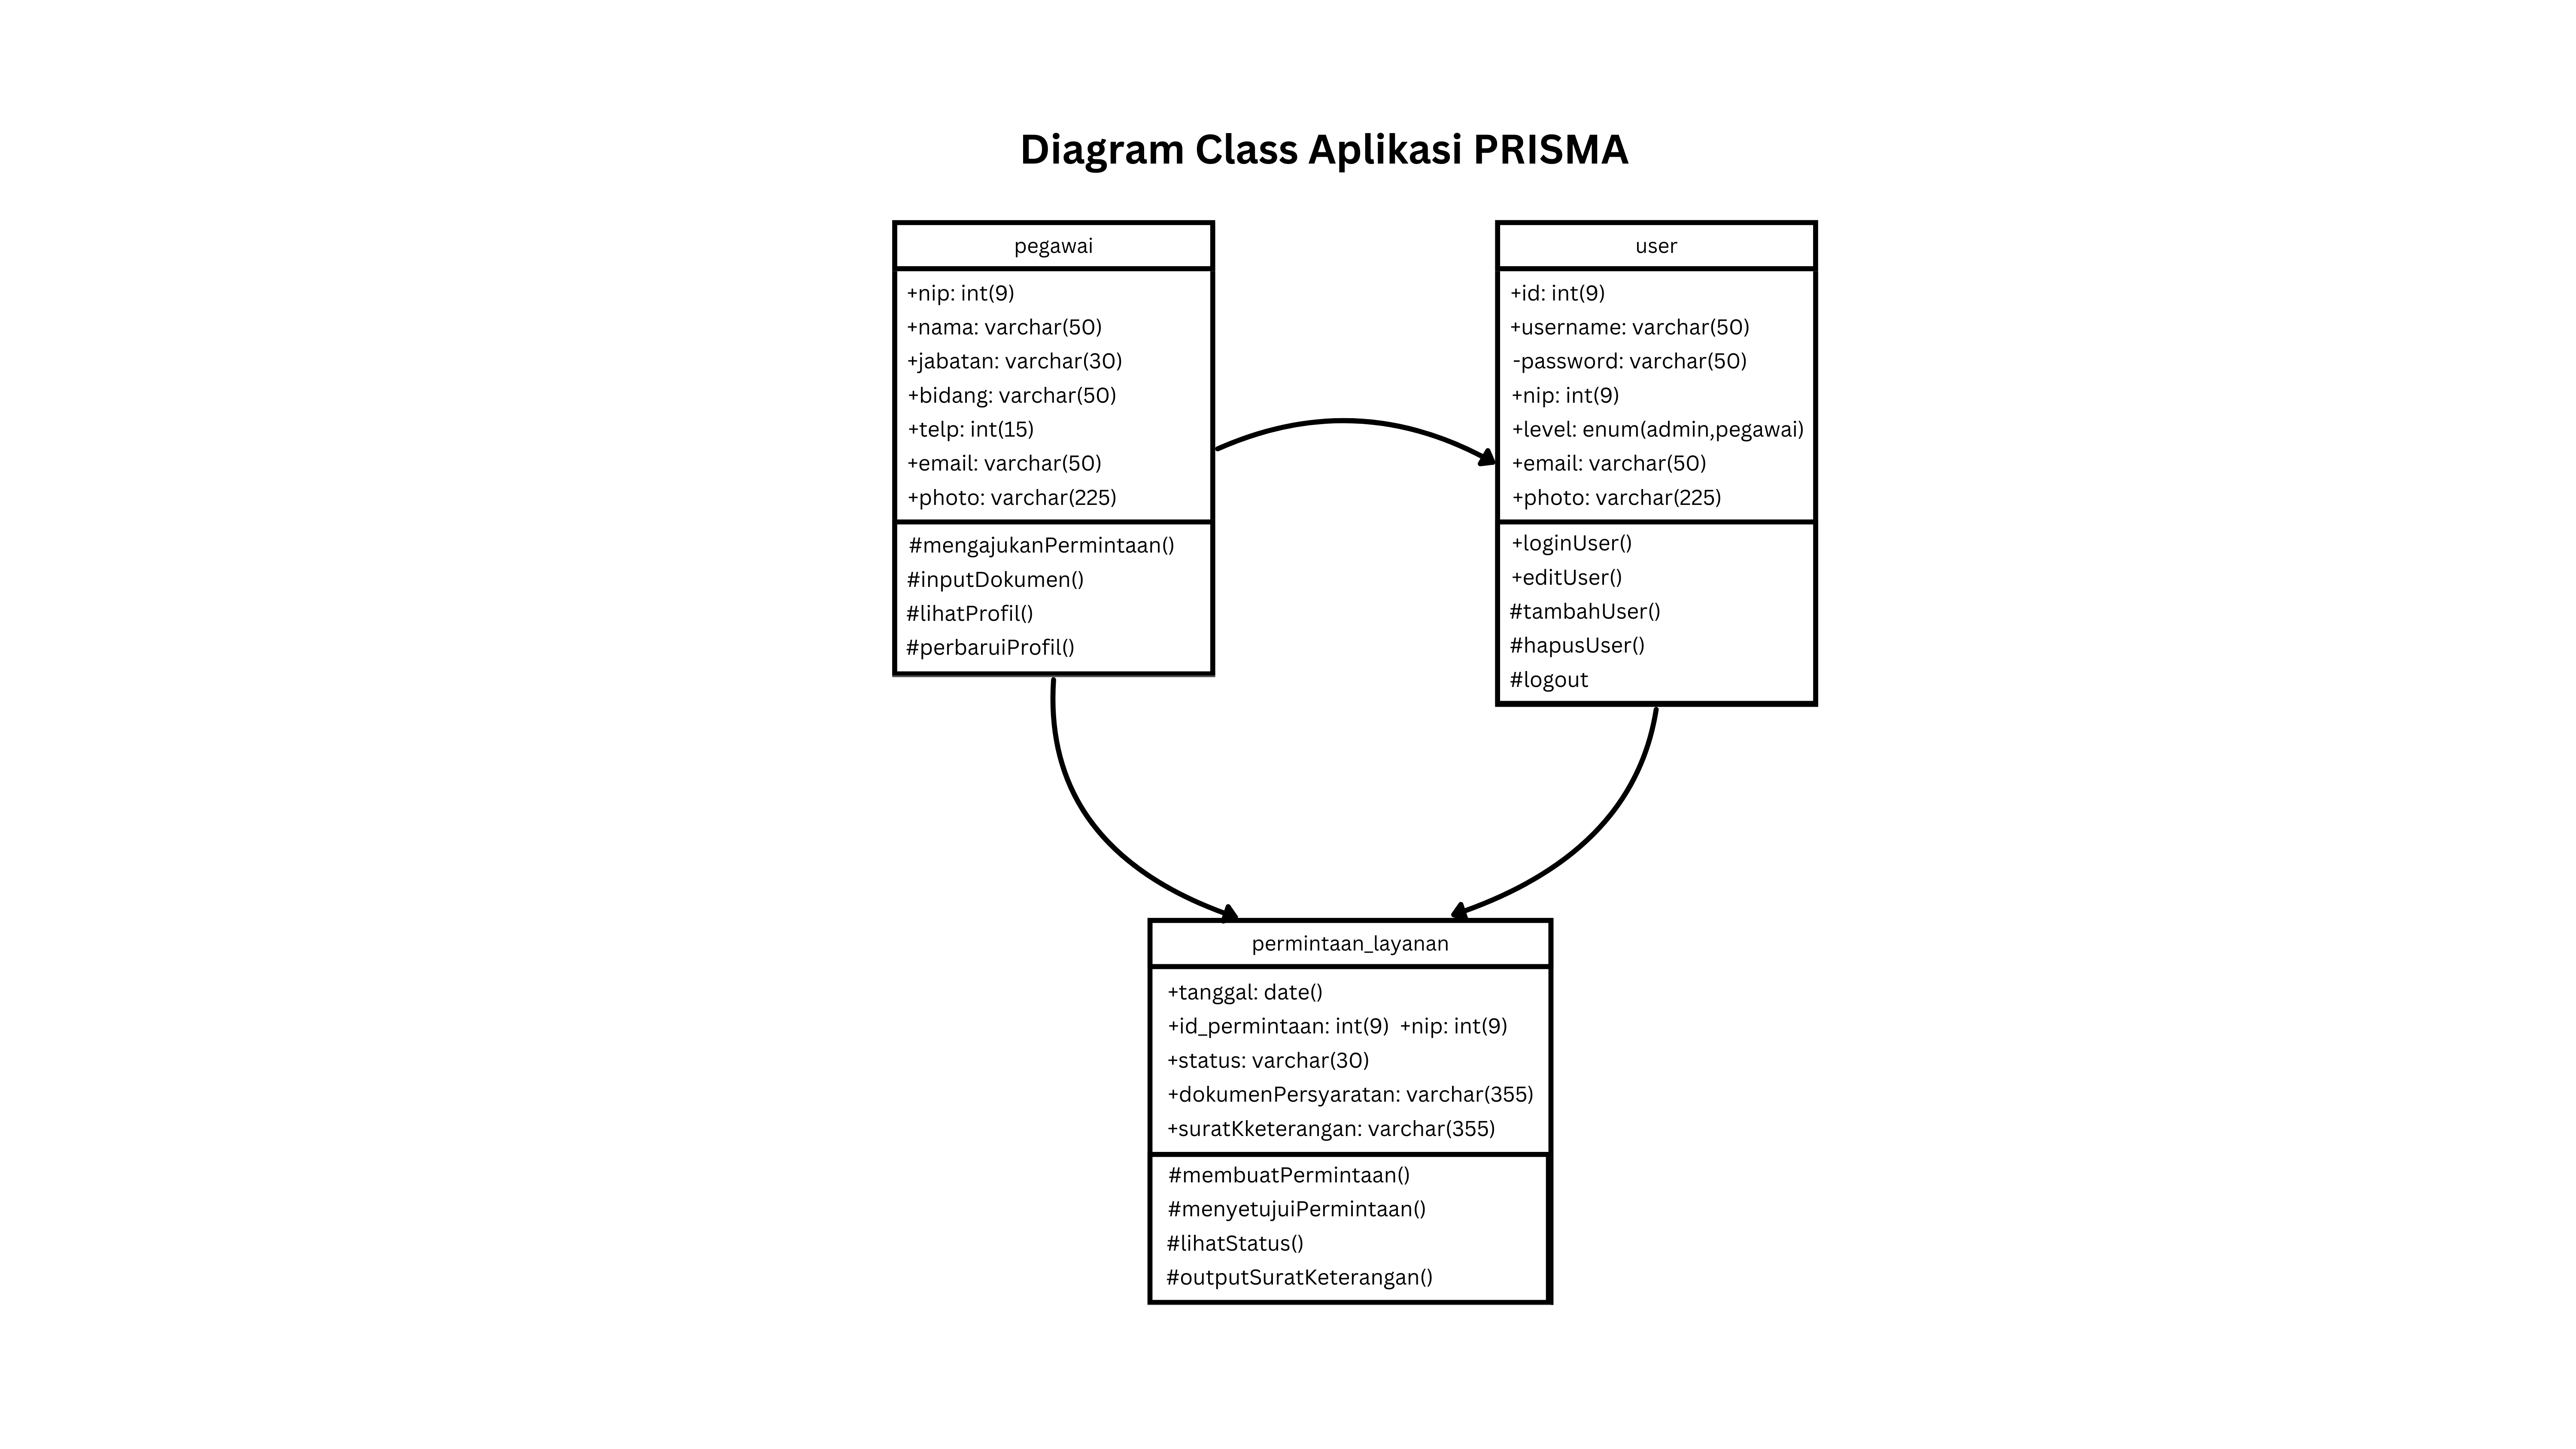 Diagram Class Aplikasi PRISMA
pegawai
+nip: int(9)
+nama: varchar(50)
+jabatan: varchar(30)
+bidang: varchar(50)
+telp: int(15)
+email: varchar(50)
+photo: varchar(225)
#mengajukanPermintaan()
#inputDokumen()
#lihatProfil()
#perbaruiProfil()
user
+id: int(9)
+username: varchar(50)
-password: varchar(50)
+nip: int(9)
+level: enum(admin,pegawai)
+email: varchar(50)
+photo: varchar(225)
+loginUser()
+editUser()
#tambahUser()
#hapusUser()
#logout
permintaan_layanan
+tanggal: date()
+id_permintaan: int(9) +nip: int(9)
+status: varchar(30)
+dokumenPersyaratan: varchar(355)
+suratKketerangan: varchar(355)
#membuatPermintaan()
#menyetujuiPermintaan()
#lihatStatus()
#outputSuratKeterangan()